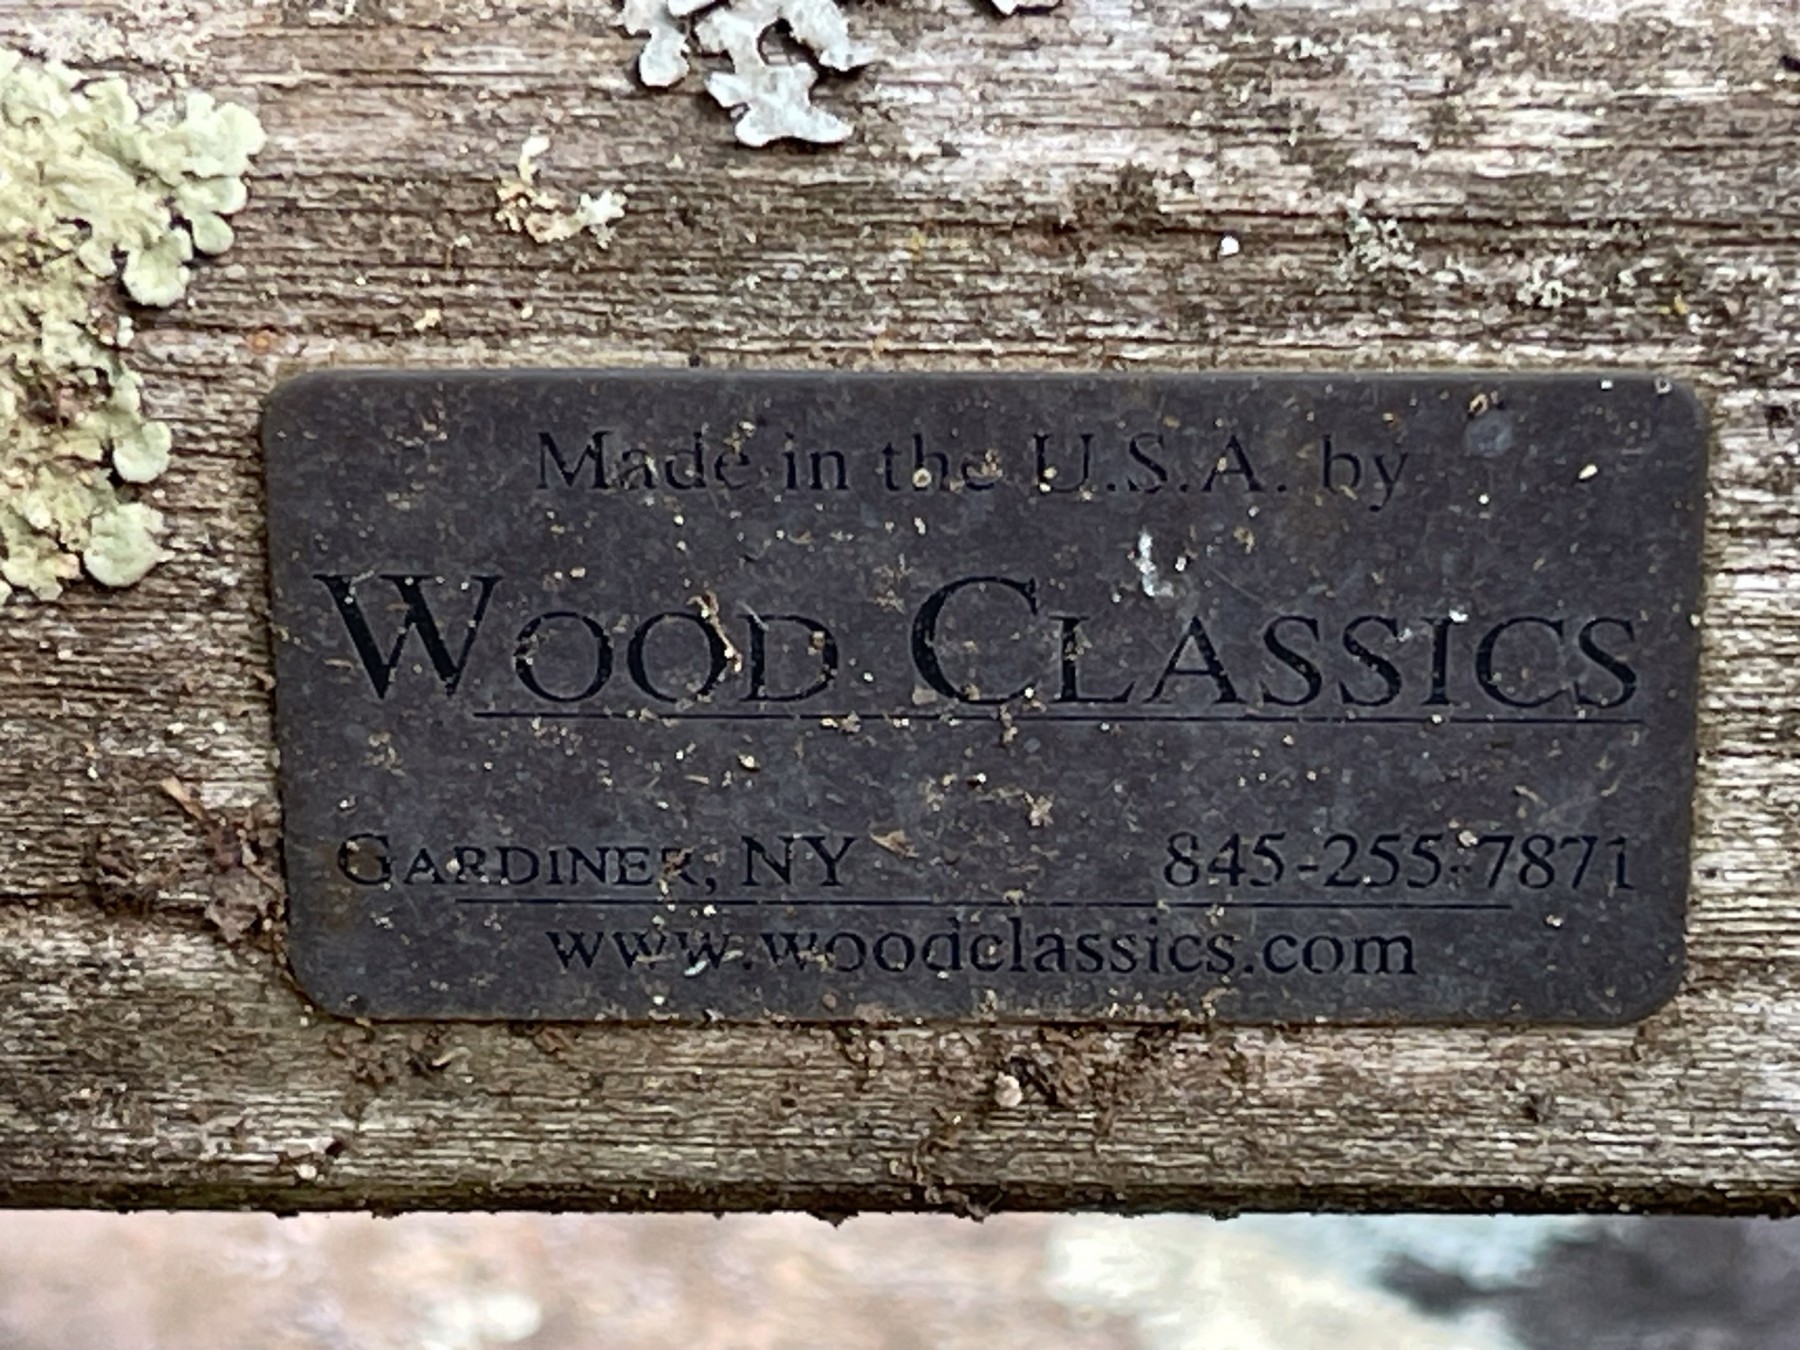 Made in the U.S.A. by
WOOD CLASSICS
GARDINER, NY 845-255-7871
www.woodclassics.com